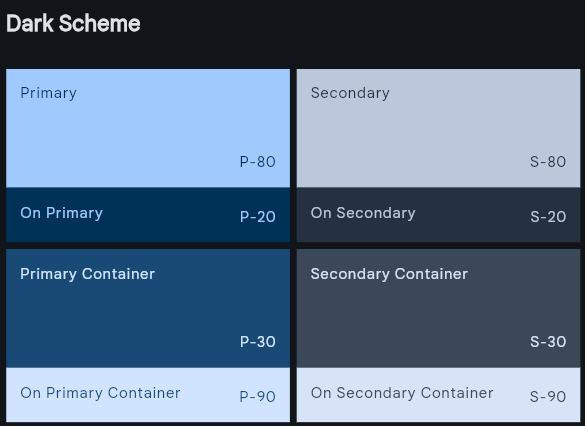 Dark Scheme
Primary
P-80
Secondary
S-80
On Primary
P-20
On Secondary
S-20
Primary Container
P-30
Secondary Container
S-30
On Primary Container
P-90
On Secondary Container
S-90